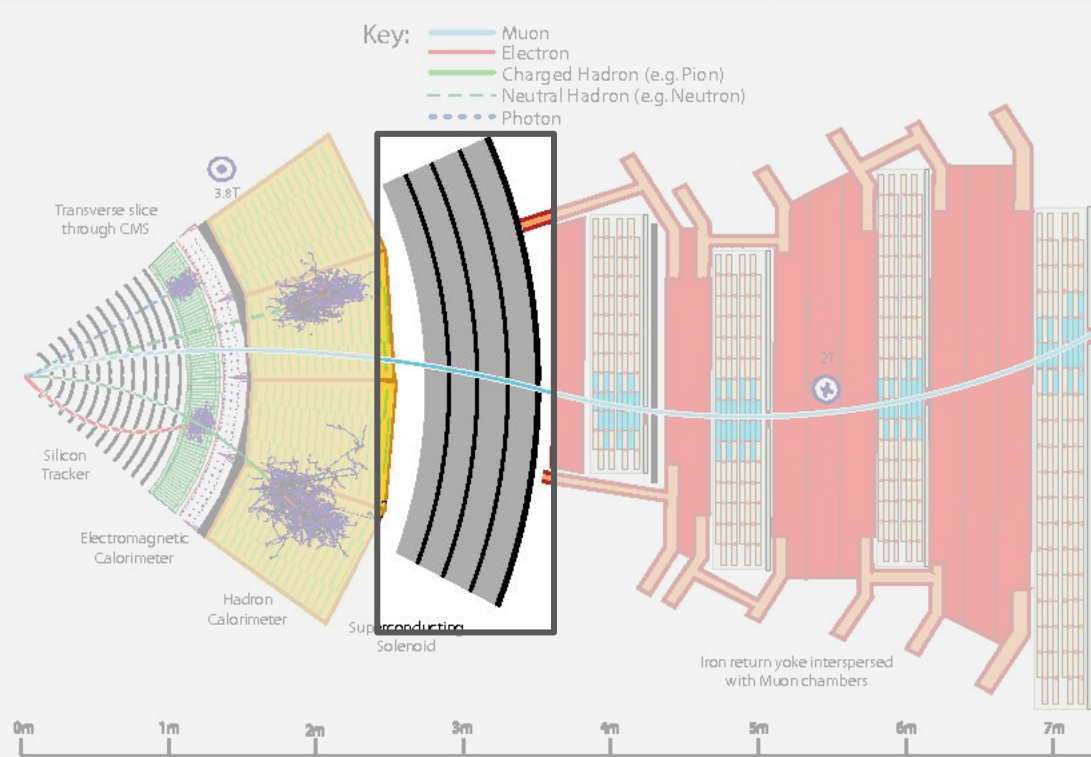 Key:
Muon
Electron
Charged Hadron (e.g. Pion)
Neutral Hadron (e.g. Neutron)
Photon
3.8T
Transverse slice
through CMS
2T
Silicon
Tracker
Electromagnetic
Calorimeter
Hadron
Calorimeter
Superconducting
Solenoid
Iron return yoke interspersed
with Muon chambers
0m 1m 2m 3m 4m 5m 6m 7m